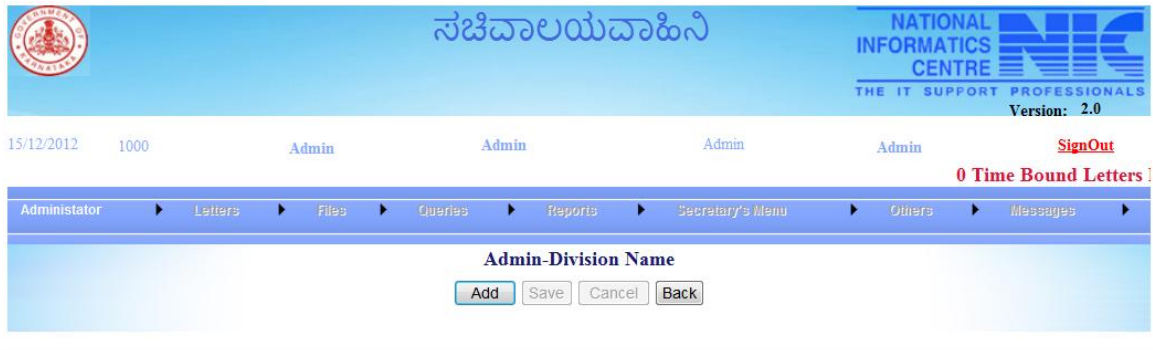 ಸಚಿವಾಲಯವಾಹಿನಿ
NATIONAL
INFORMATICS
CENTRE
NIC
THE IT SUPPORT PROFESSIONALS
Version: 2.0
15/12/2012 1000 Admin Admin Admin Admin SignOut
0 Time Bound Letters
Administator Letters Files Queries Reports Secretary's Menu Others Messages
Admin-Division Name
Add Save Cancel Back